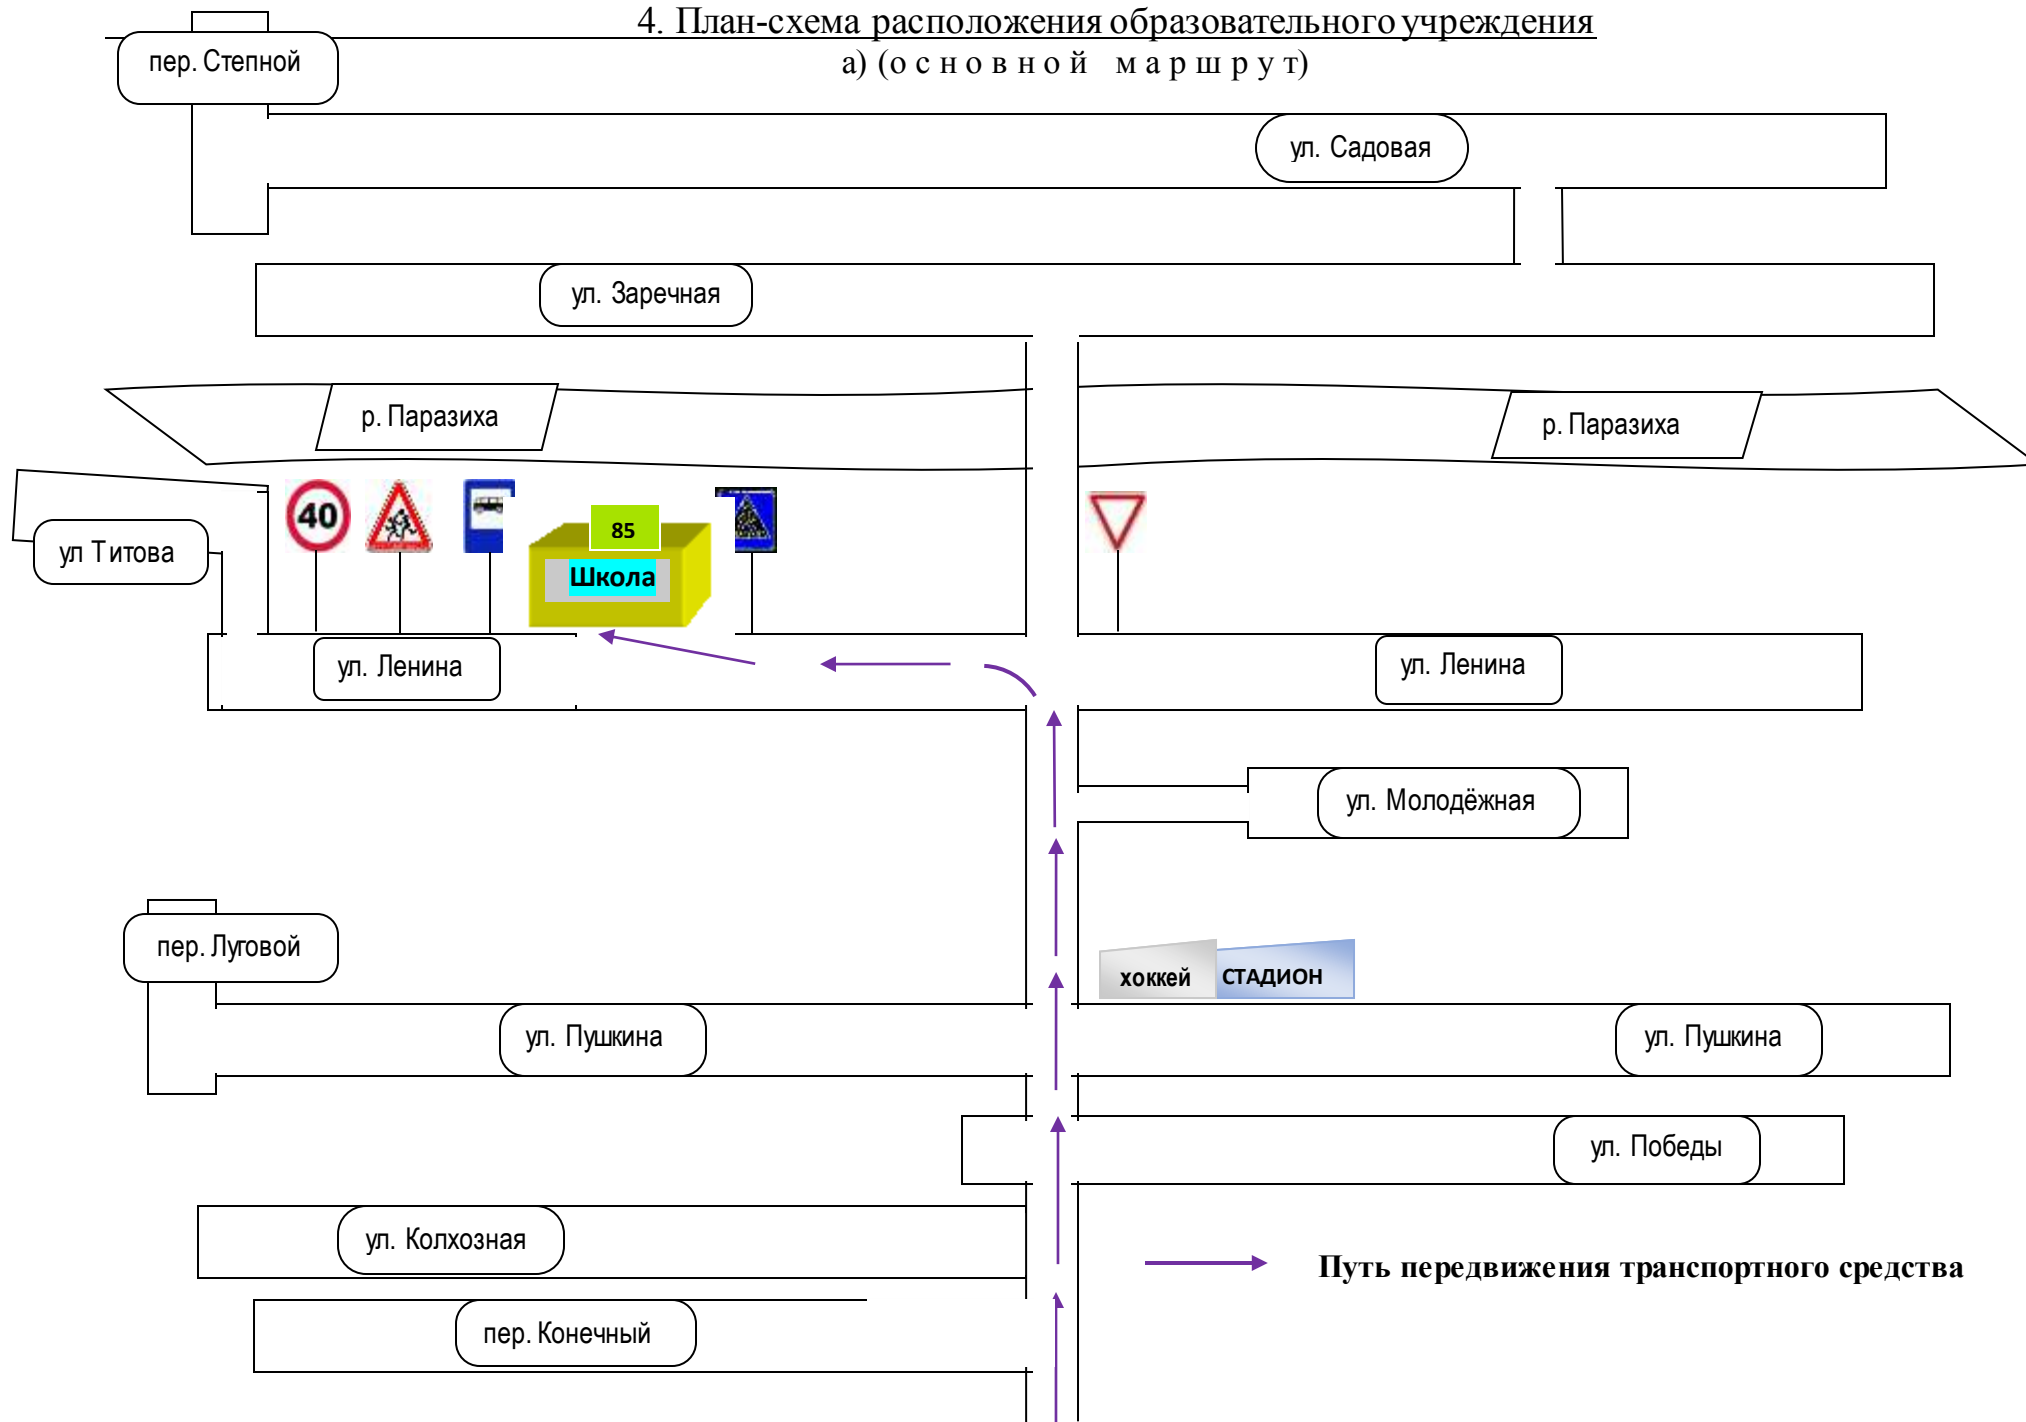 4. План-схема расположения образовательного учреждения
а) (о с н о в н о й м а р ш р у т)
пер. Степной
ул. Садовая
ул. Заречная
р. Паразиха
р. Паразиха
40
85
Школа
ул Титова
ул. Ленина
ул. Ленина
ул. Молодёжная
пер. Луговой
хоккей
СТАДИОН
ул. Пушкина
ул. Пушкина
ул. Победы
ул. Колхозная
Путь передвижения транспортного средства
пер. Конечный